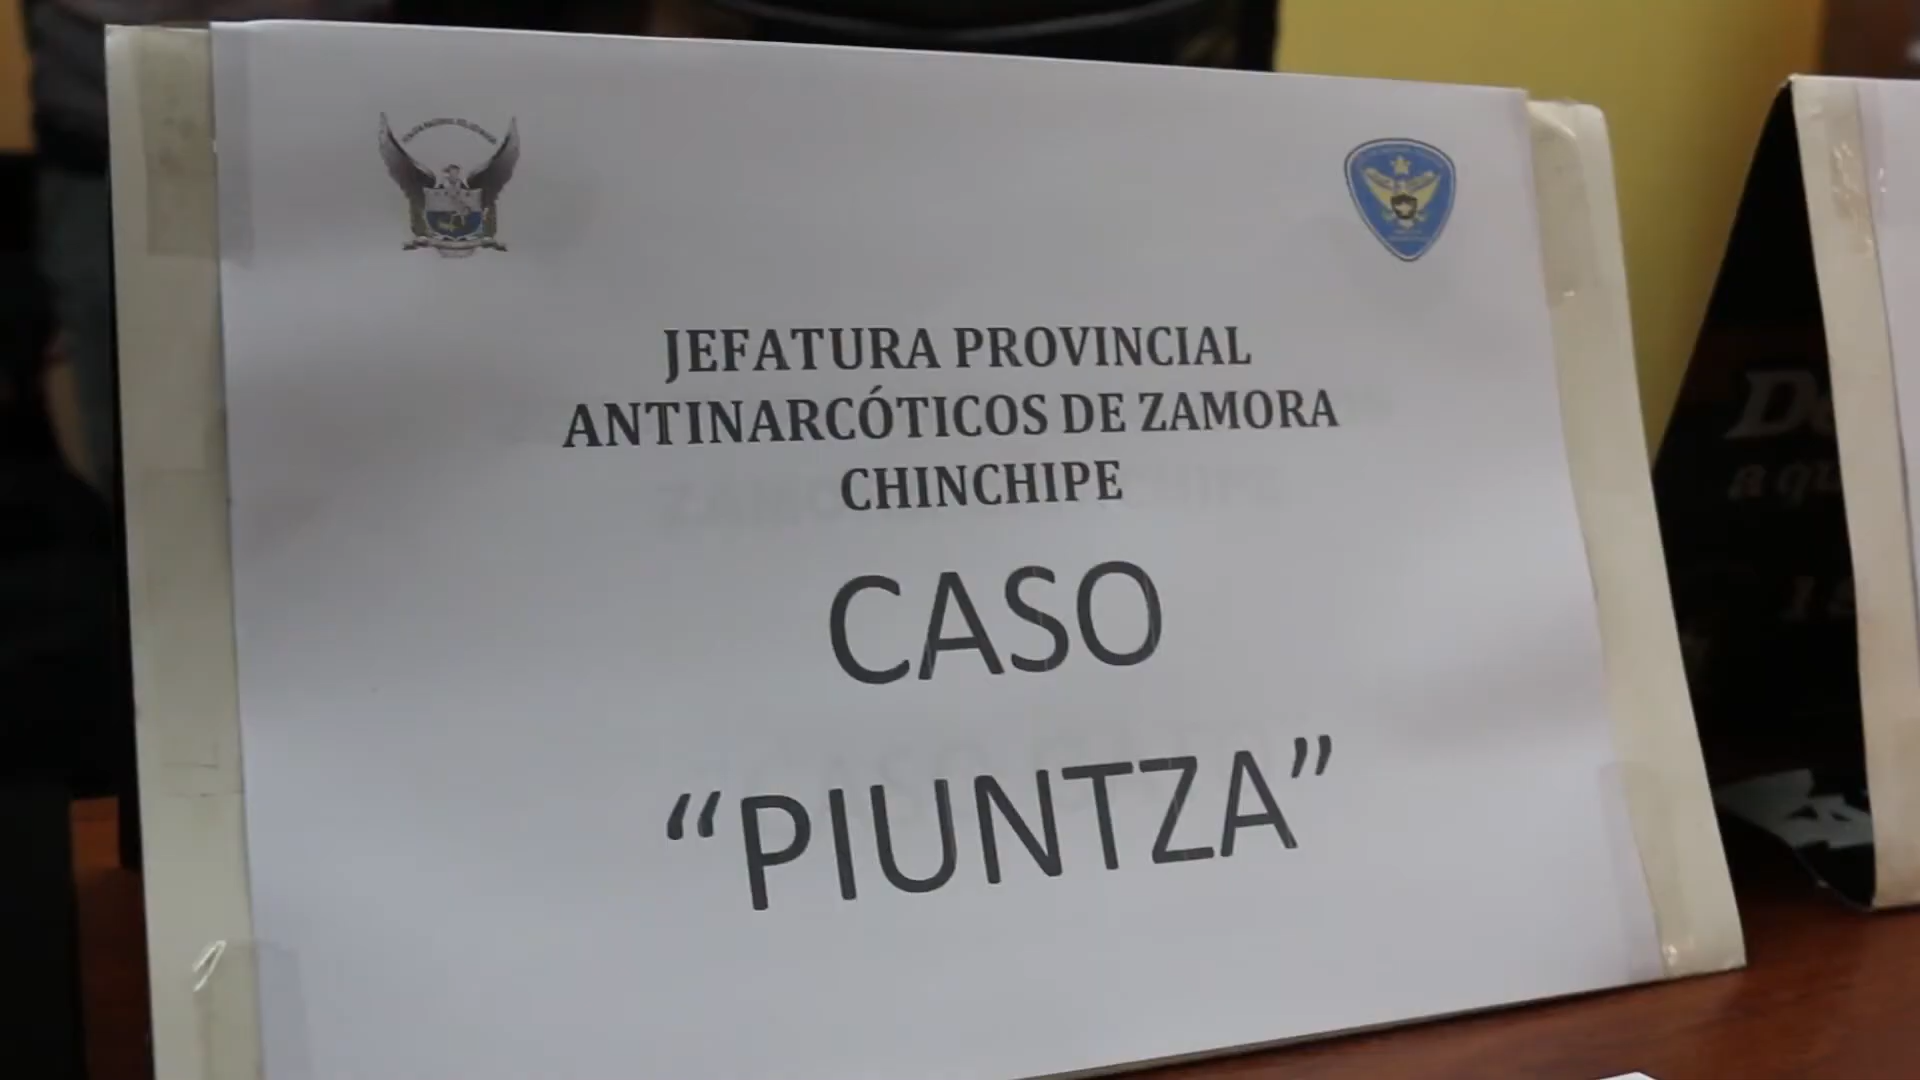 JEFATURA PROVINCIAL
ANTINARCÓTICOS DE ZAMORA
CHINCHIPE
CASO
“PIUNTZA”